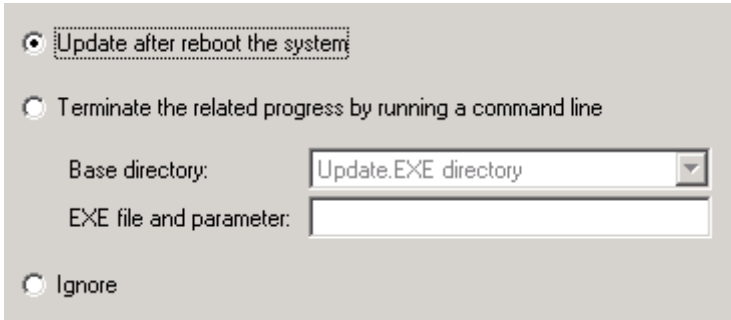 Update after reboot the system
Terminate the related progress by running a command line
Base directory: Update.EXE directory
EXE file and parameter:
Ignore